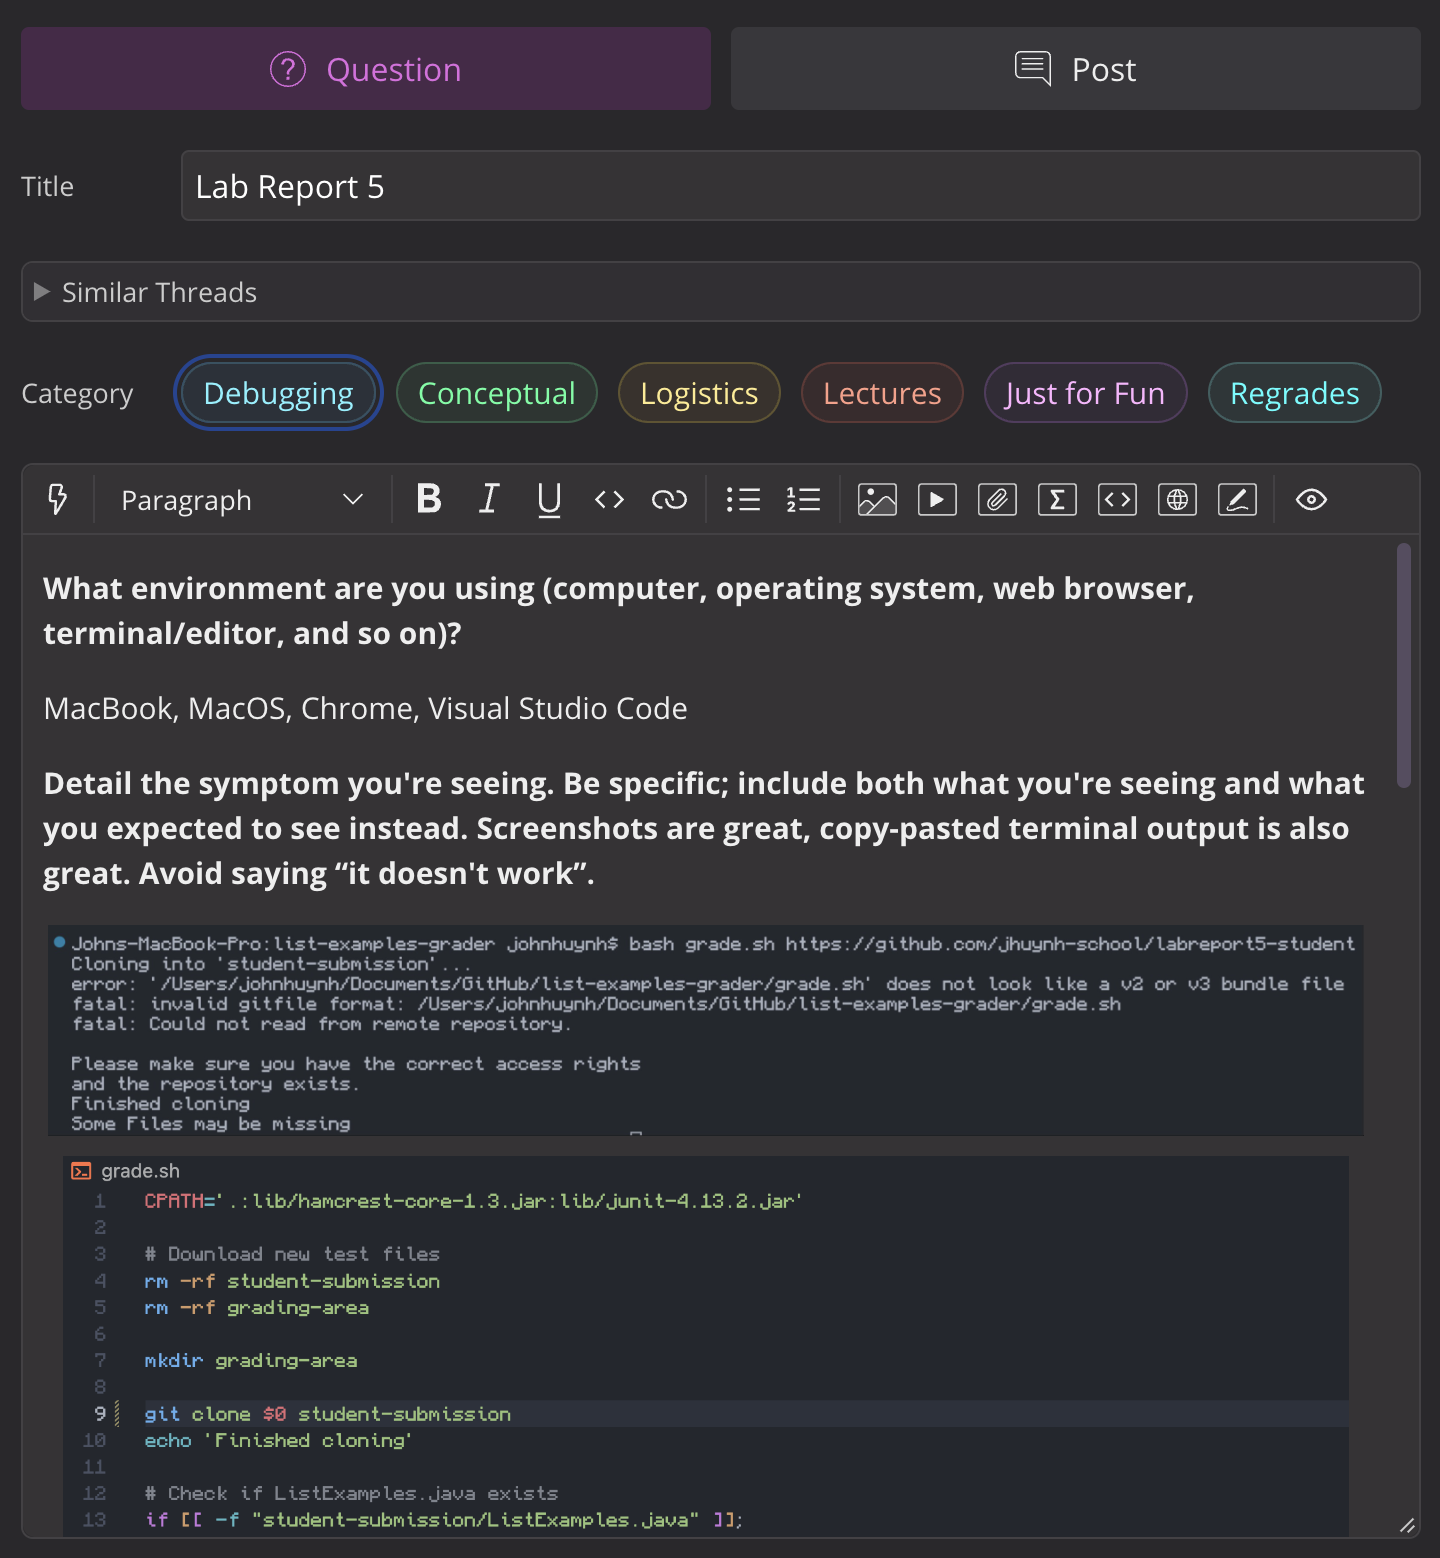 Question
Post
Title
Lab Report 5
Similar Threads
Category
Debugging
Conceptual
Logistics
Lectures
Just for Fun
Regrades
Paragraph
What environment are you using (computer, operating system, web browser,
terminal/editor, and so on)?
MacBook, MacOS, Chrome, Visual Studio Code
Detail the symptom you're seeing. Be specific; include both what you're seeing and what
you expected to see instead. Screenshots are great, copy-pasted terminal output is also
great. Avoid saying “it doesn't work”.
Johns-MacBook-Pro:list-examples-grader johnhuynh$ bash grade.sh https://github.com/jhuynh-school/labreport5-student
Cloning into 'student-submission'...
error: '/Users/johnhuynh/Documents/GitHub/list-examples-grader/grade.sh' does not look like a v2 or v3 bundle file
fatal: invalid gitfile format: /Users/johnhuynh/Documents/GitHub/list-examples-grader/grade.sh
fatal: Could not read from remote repository.
Please make sure you have the correct access rights
and the repository exists.
Finished cloning
Some Files may be missing
grade.sh
1 CPATH='.:lib/hamcrest-core-1.3.jar:lib/junit-4.13.2.jar'
2
3 # Download new test files
4 rm -rf student-submission
5 rm -rf grading-area
6
7 mkdir grading-area
8
9 git clone $0 student-submission
10 echo 'Finished cloning'
11
12 # Check if ListExamples.java exists
13 if [[ -f "student-submission/ListExamples.java" ]];